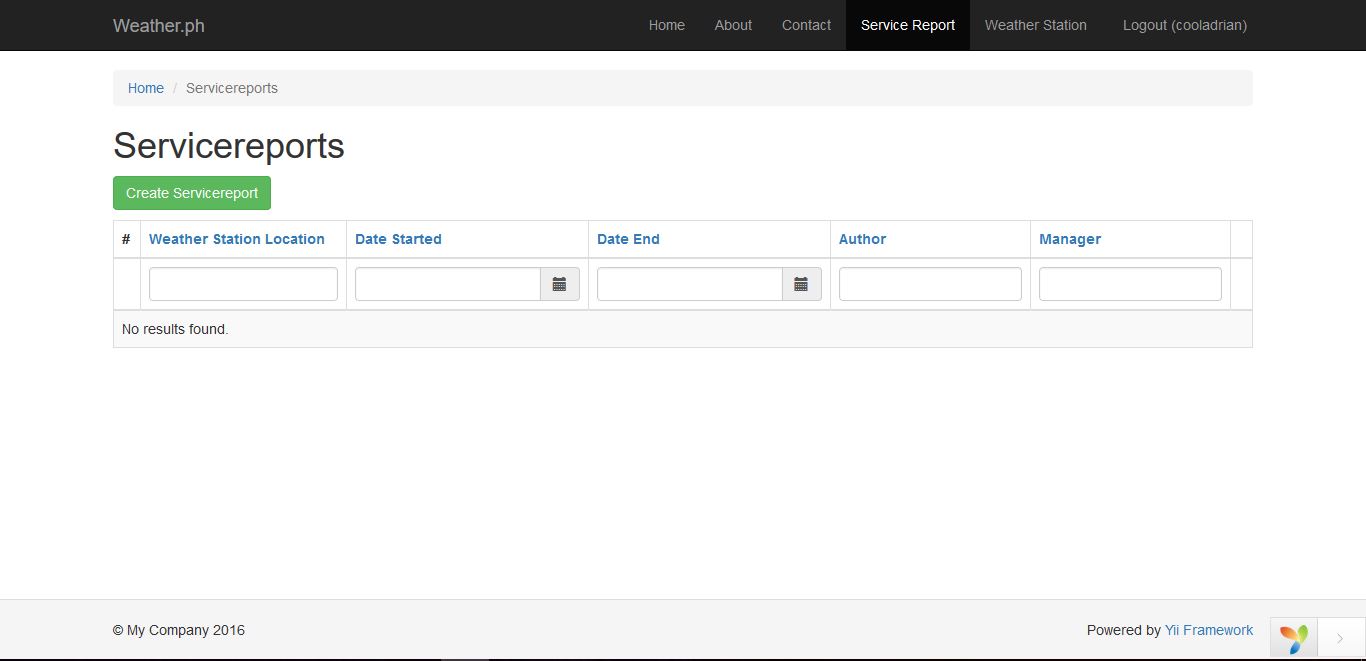 Weather.ph Home About Contact Service Report Weather Station Logout (cooladrian)
Home / Servicereports
Servicereports
Create Servicereport
# Weather Station Location Date Started Date End Author Manager
No results found.
© My Company 2016 Powered by Yii Framework